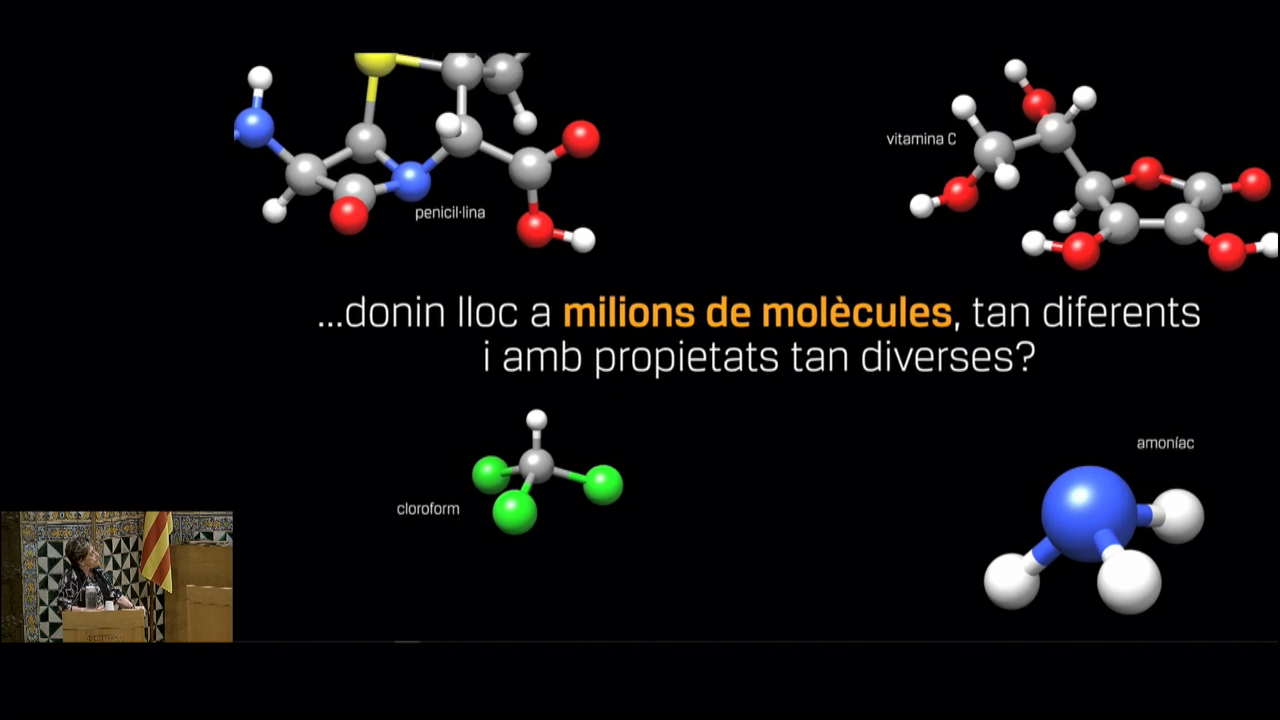 penicil·lina
vitamina C
...donin lloc a milions de molècules, tan diferents
i amb propietats tan diverses?
cloroform
amoníac